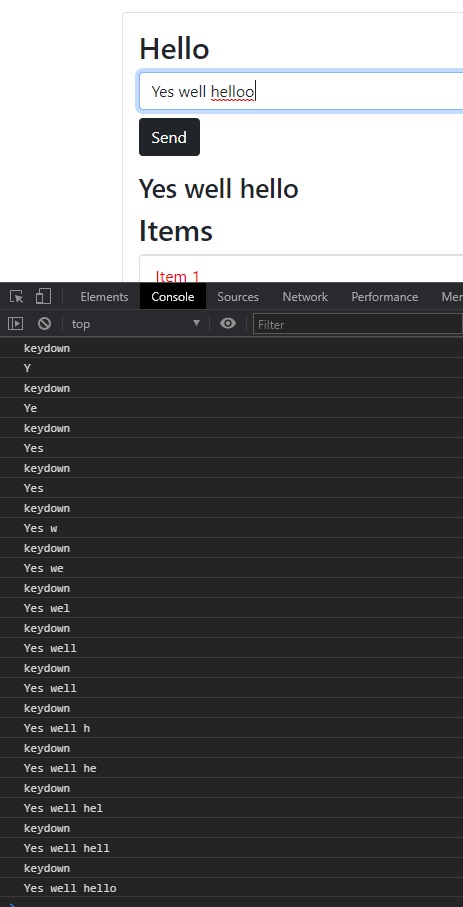 Hello
Yes well helloo
Send
Yes well hello
Items
Item 1
Elements Console Sources Network Performance Mer
top Filter
keydown
Y
keydown
Ye
keydown
Yes
keydown
Yes
keydown
Yes w
keydown
Yes we
keydown
Yes wel
keydown
Yes well
keydown
Yes well
keydown
Yes well h
keydown
Yes well he
keydown
Yes well hel
keydown
Yes well hell
keydown
Yes well hello